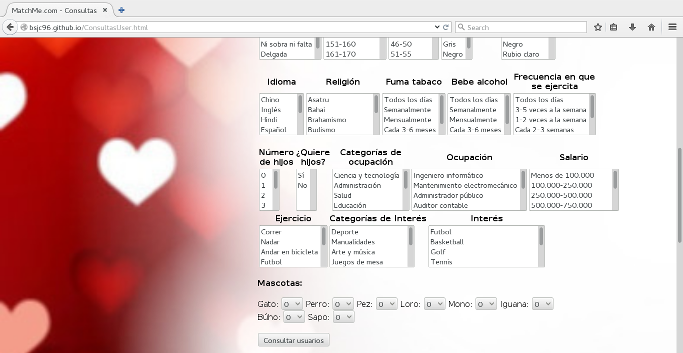 MatchMe.com - Consultas
bsjc96.github.io/ConsultasUser.html
Search
Ni sobra ni falta 151-160 46-50 Gris Negro
Delgada 161-170 51-55 Negro Rubio claro
Idioma Religión Fuma tabaco Bebe alcohol Frecuencia en que
se ejercita
Chino Asatru Todos los días Todos los días Todos los días
Inglés Bahai Semanalmente Semanalmente 3-5 veces a la semana
Hindi Brahanismo Mensualmente Mensualmente 1-2 veces a la semana
Español Budismo Cada 3-6 meses Cada 3-6 meses Cada 2-3 semanas
Número ¿Quiere Categorías de Ocupación Salario
de hijos hijos? ocupación
0 Sí Ciencia y tecnología Ingeniero informático Menos de 100.000
1 No Administración Mantenimiento electromecánico 100.000-250.000
2 Salud Administrador público 250.000-500.000
3 Educación Auditor contable 500.000-750.000
Ejercicio Categorías de Interés Interés
Correr Deporte Futbol
Nadar Manualidades Basketball
Andar en bicicleta Arte y música Golf
Futbol Juegos de mesa Tennis
Mascotas:
Gato: 0 Perro: 0 Pez: 0 Loro: 0 Mono: 0 Iguana: 0
Búho: 0 Sapo: 0
Consultar usuarios